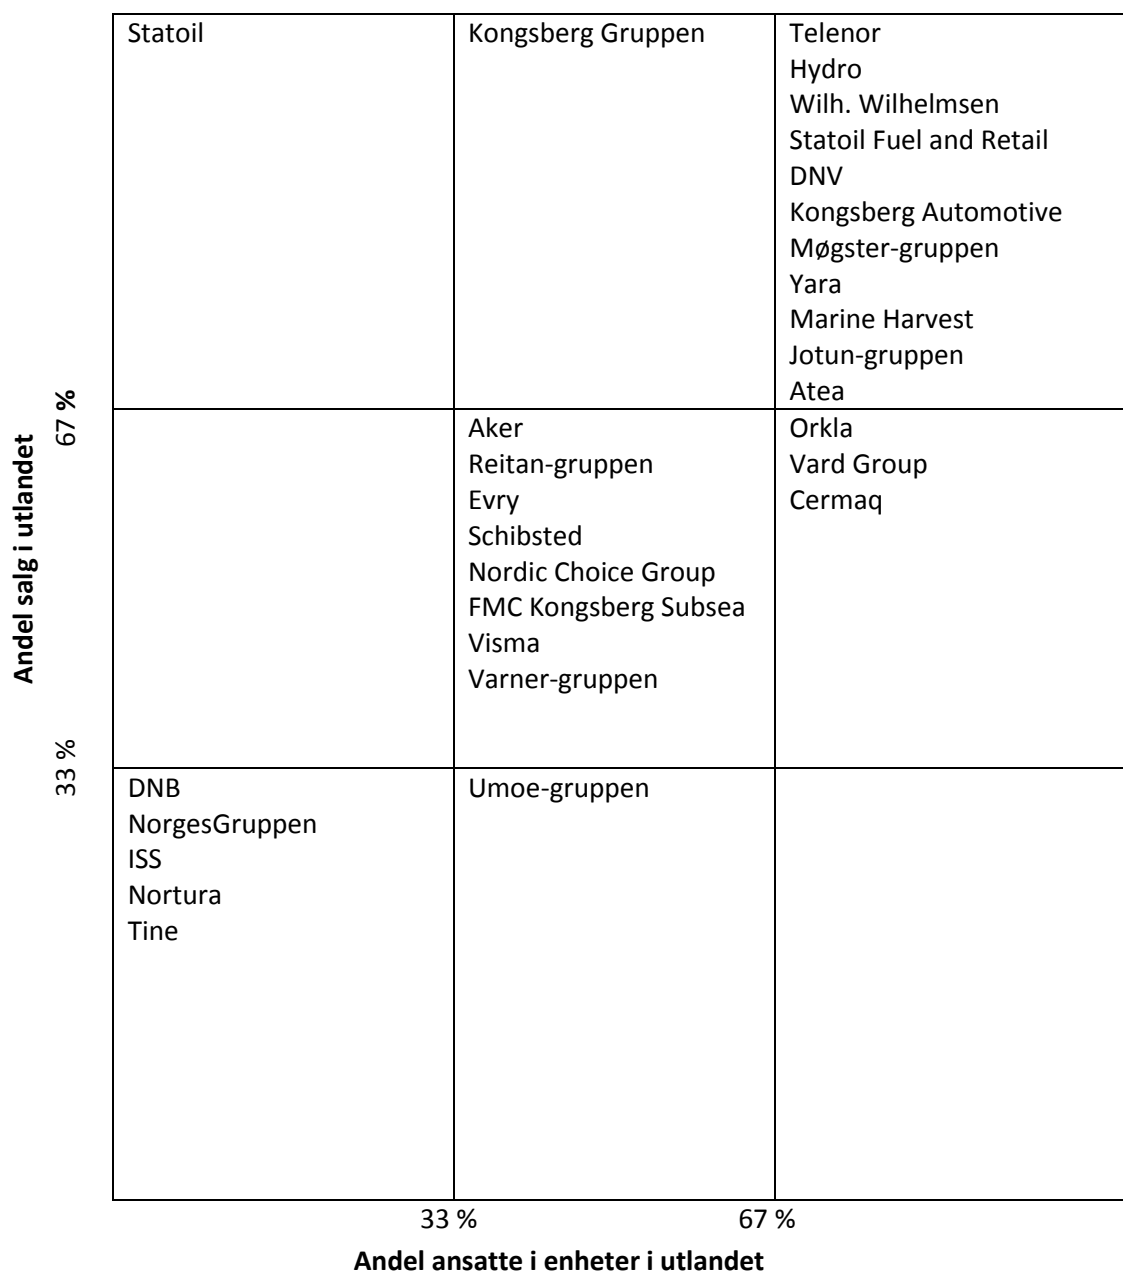 Statoil
Kongsberg Gruppen
Telenor
Hydro
Wilh. Wilhelmsen
Statoil Fuel and Retail
DNV
Kongsberg Automotive
Møgster-gruppen
Yara
Marine Harvest
Jotun-gruppen
Atea
67 %
Andel salg i utlandet
Aker
Reitan-gruppen
Evry
Schibsted
Nordic Choice Group
FMC Kongsberg Subsea
Visma
Varner-gruppen
Orkla
Vard Group
Cermaq
33 %
DNB
NorgesGruppen
ISS
Nortura
Tine
Umoe-gruppen
33 %
67 %
Andel ansatte i enheter i utlandet